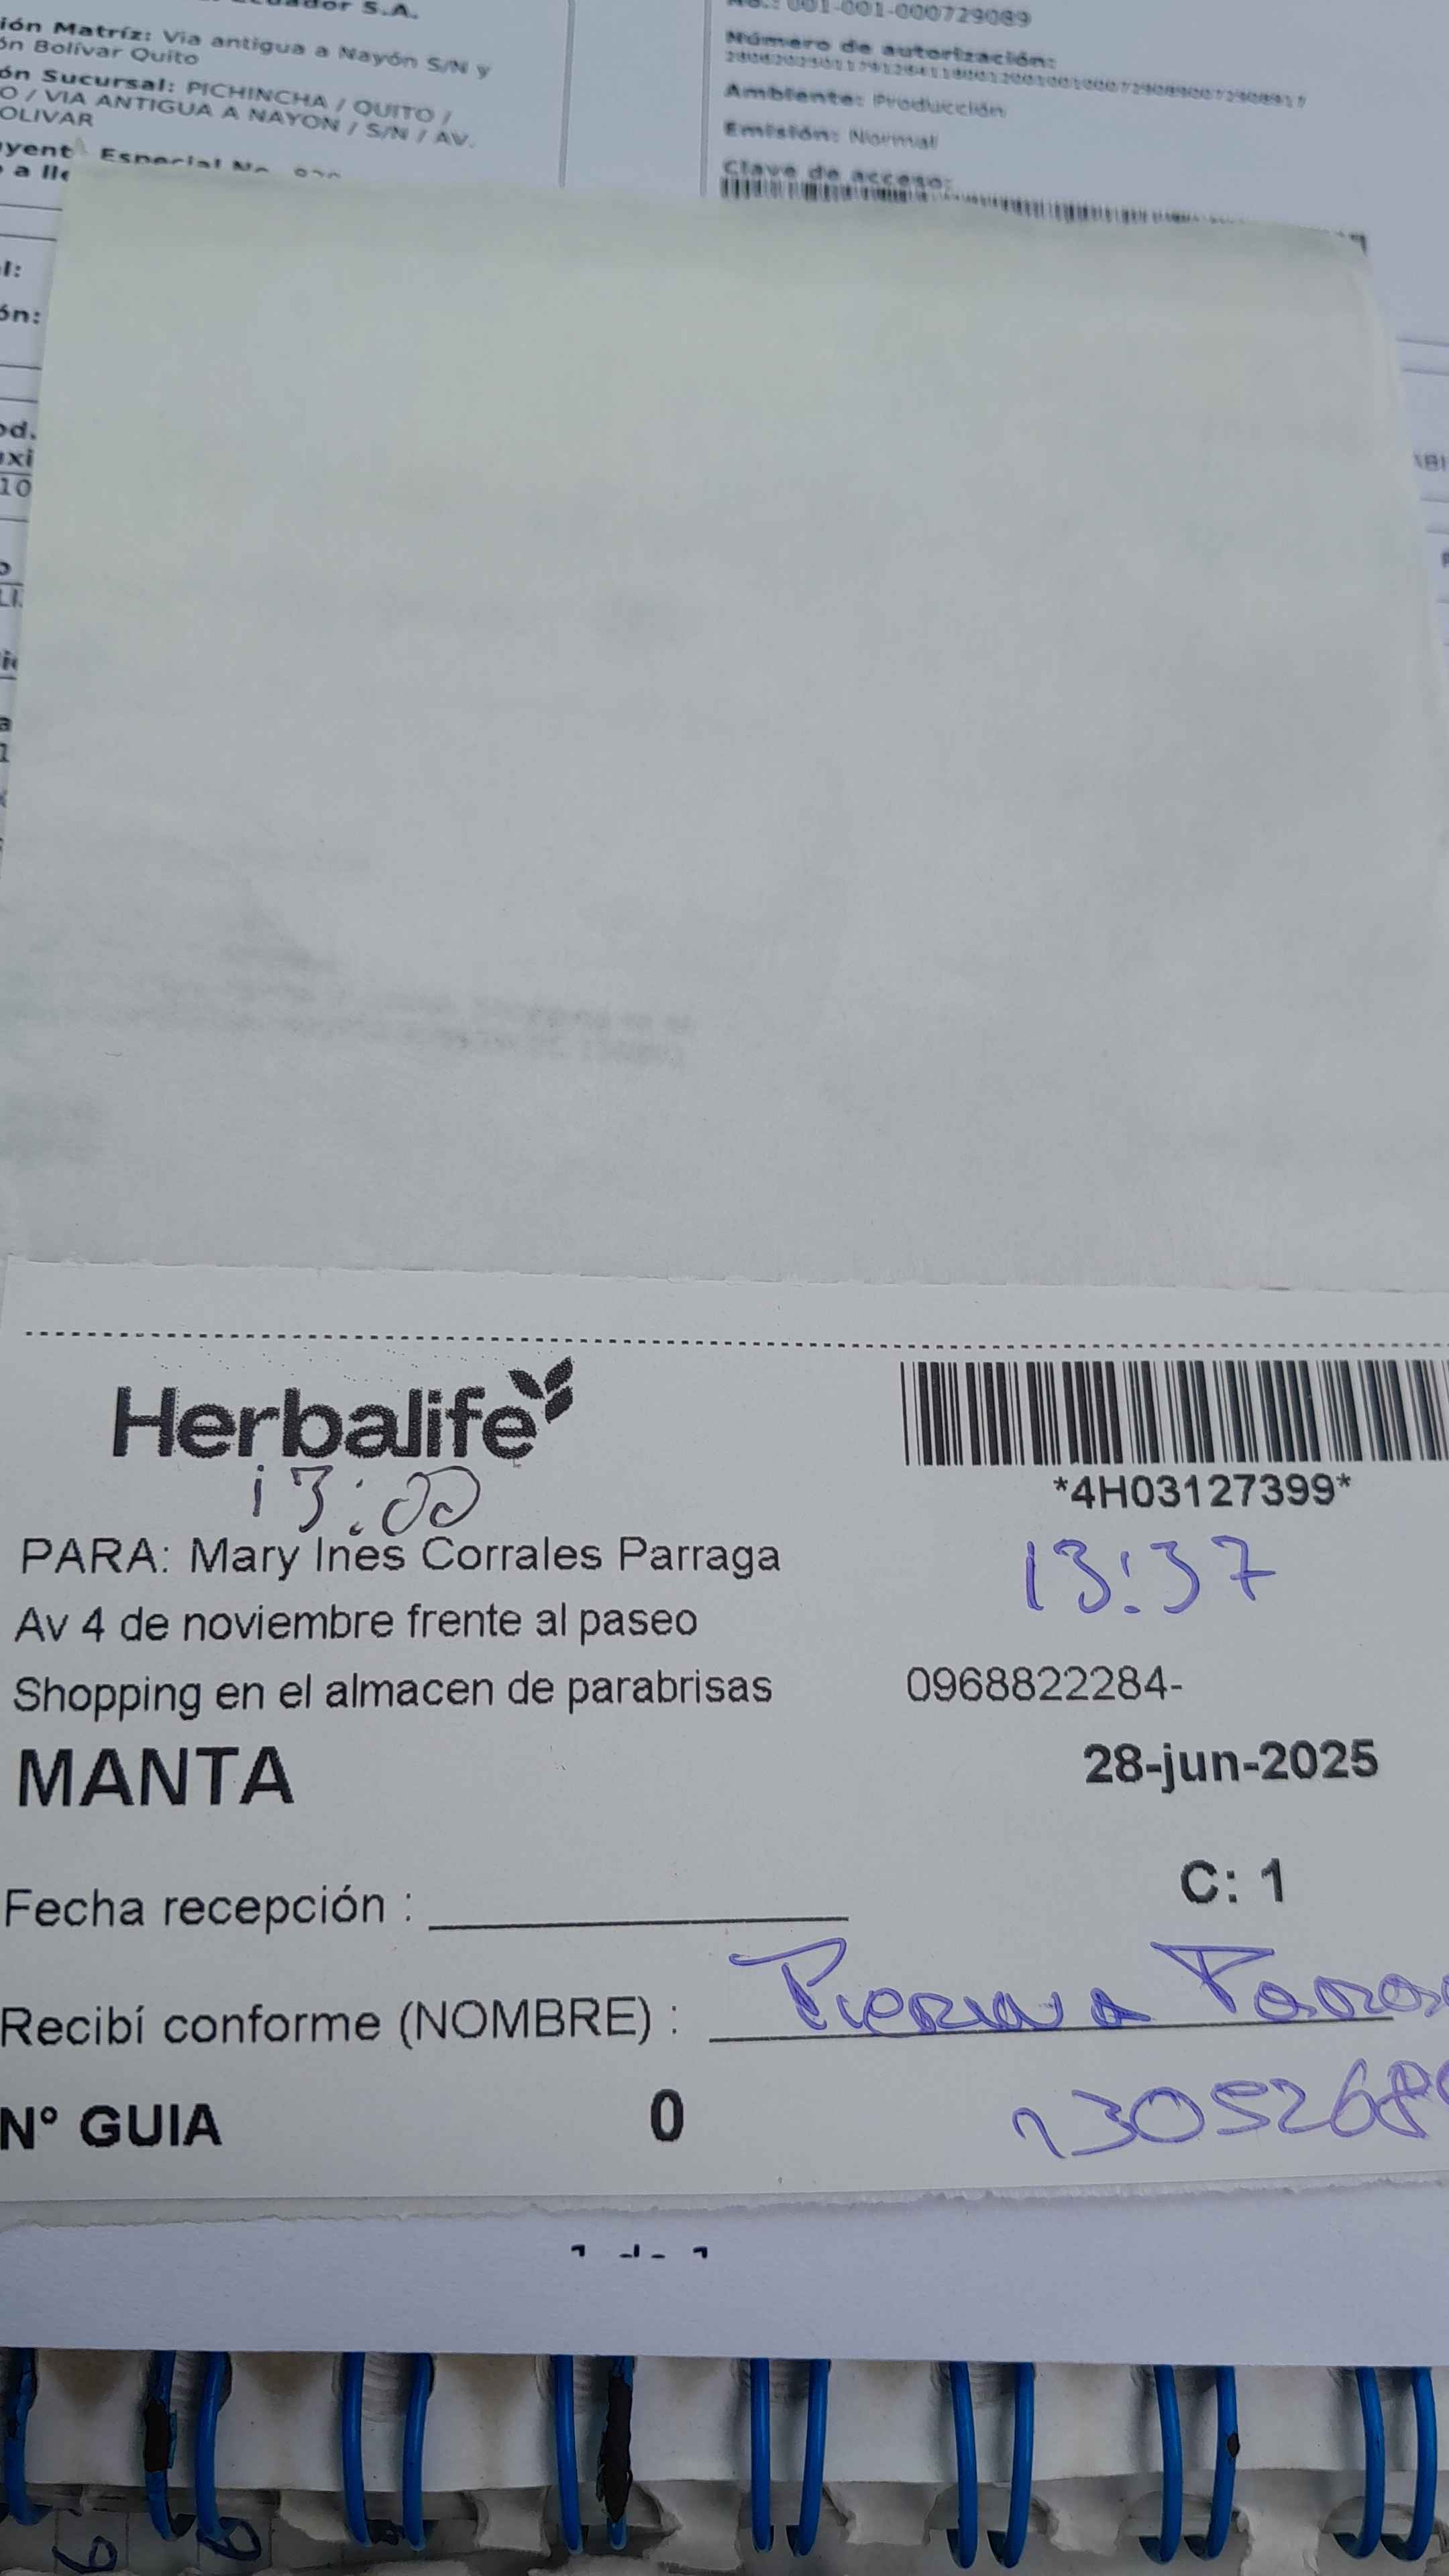 S.A.
Matríz: Via antigua a Nayón S/N y
Bolívar Quito
Sucursal: PICHINCHA / QUITO /
/ VIA ANTIGUA A NAYON / S/N / AV.
OLIVAR
Especial No.
No.: 001-001-000729089
Número de autorización:
Ambiente: Producción
Emisión: Normal
Clave de acceso:
Herbalife
13:00
*4H03127399*
PARA: Mary Ines Corrales Parraga
13:37
Av 4 de noviembre frente al paseo
Shopping en el almacen de parabrisas
0968822284-
MANTA
28-jun-2025
C: 1
Fecha recepción :
Recibí conforme (NOMBRE) :
N° GUIA 0